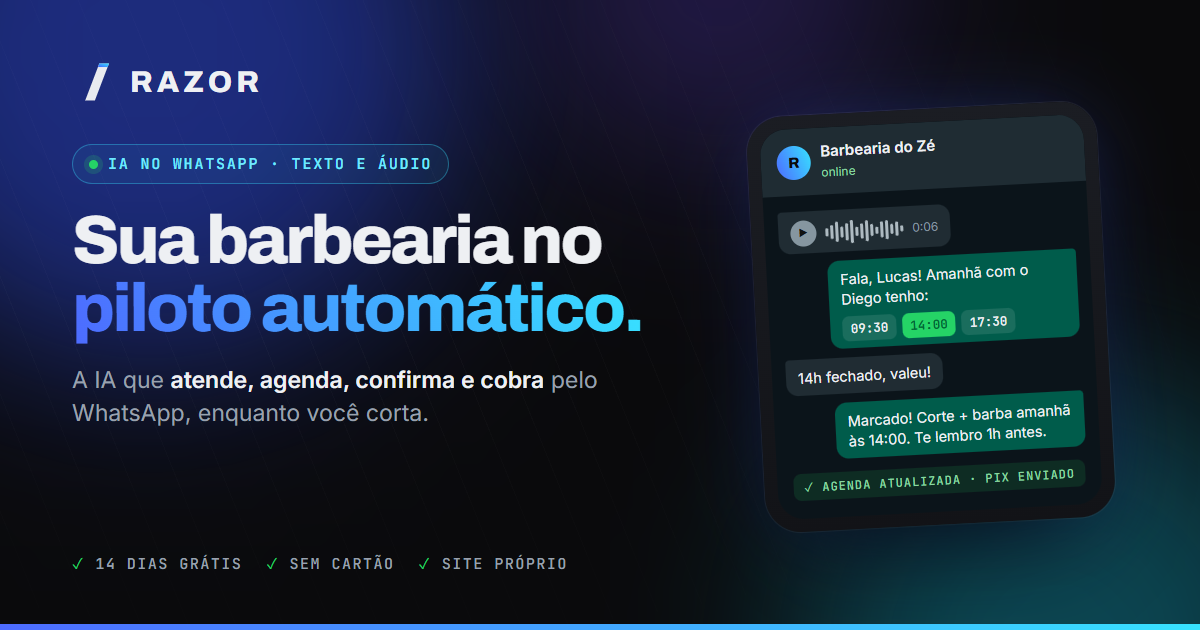 RAZOR
IA NO WHATSAPP · TEXTO E ÁUDIO
Sua barbearia no
piloto automático.
A IA que atende, agenda, confirma e cobra pelo
WhatsApp, enquanto você corta.
✓ 14 DIAS GRÁTIS ✓ SEM CARTÃO ✓ SITE PRÓPRIO
R
Barbearia do Zé
online
0:06
Fala, Lucas! Amanhã com o
Diego tenho:
09:30 14:00 17:30
14h fechado, valeu!
Marcado! Corte + barba amanhã
às 14:00. Te lembro 1h antes.
✓ AGENDA ATUALIZADA · PIX ENVIADO